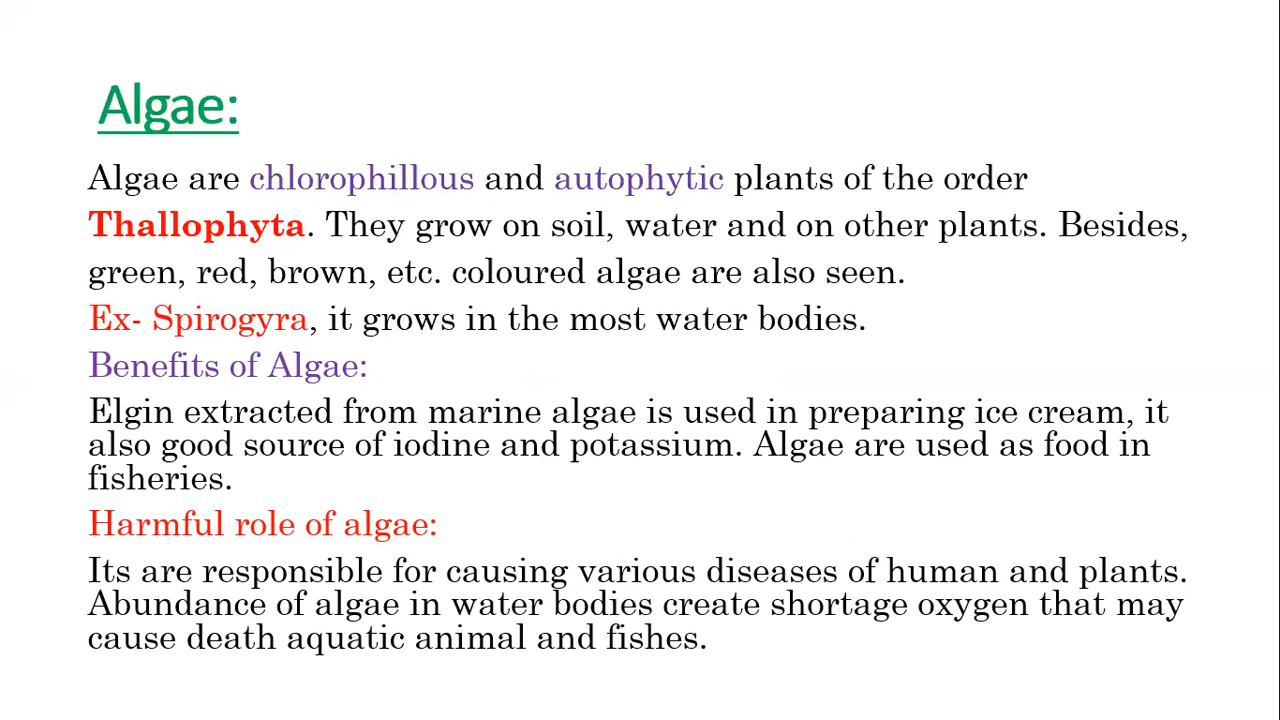 Algae:
Algae are chlorophillous and autophytic plants of the order
Thallophyta. They grow on soil, water and on other plants. Besides,
green, red, brown, etc. coloured algae are also seen.
Ex- Spirogyra, it grows in the most water bodies.
Benefits of Algae:
Elgin extracted from marine algae is used in preparing ice cream, it
also good source of iodine and potassium. Algae are used as food in
fisheries.
Harmful role of algae:
Its are responsible for causing various diseases of human and plants.
Abundance of algae in water bodies create shortage oxygen that may
cause death aquatic animal and fishes.